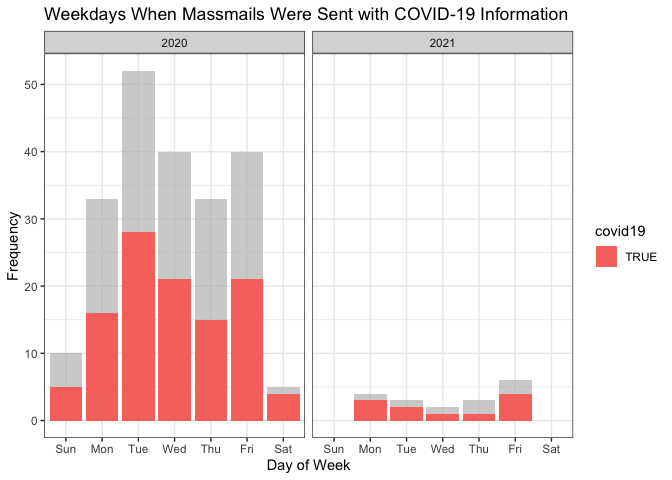 Weekdays When Massmails Were Sent with COVID-19 Information
2020 2021
50
40
30
20
10
0
Frequency
Sun Mon Tue Wed Thu Fri Sat Sun Mon Tue Wed Thu Fri Sat
Day of Week
covid19
TRUE